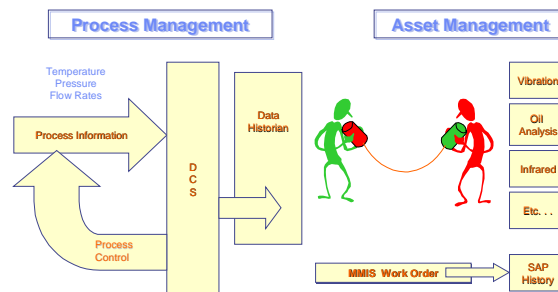 Process Management
Asset Management
Temperature
Pressure
Flow Rates
Process Information
D
C
S
Data
Historian
Process
Control
Vibration
Oil
Analysis
Infrared
Etc. . .
MMIS Work Order
SAP
History